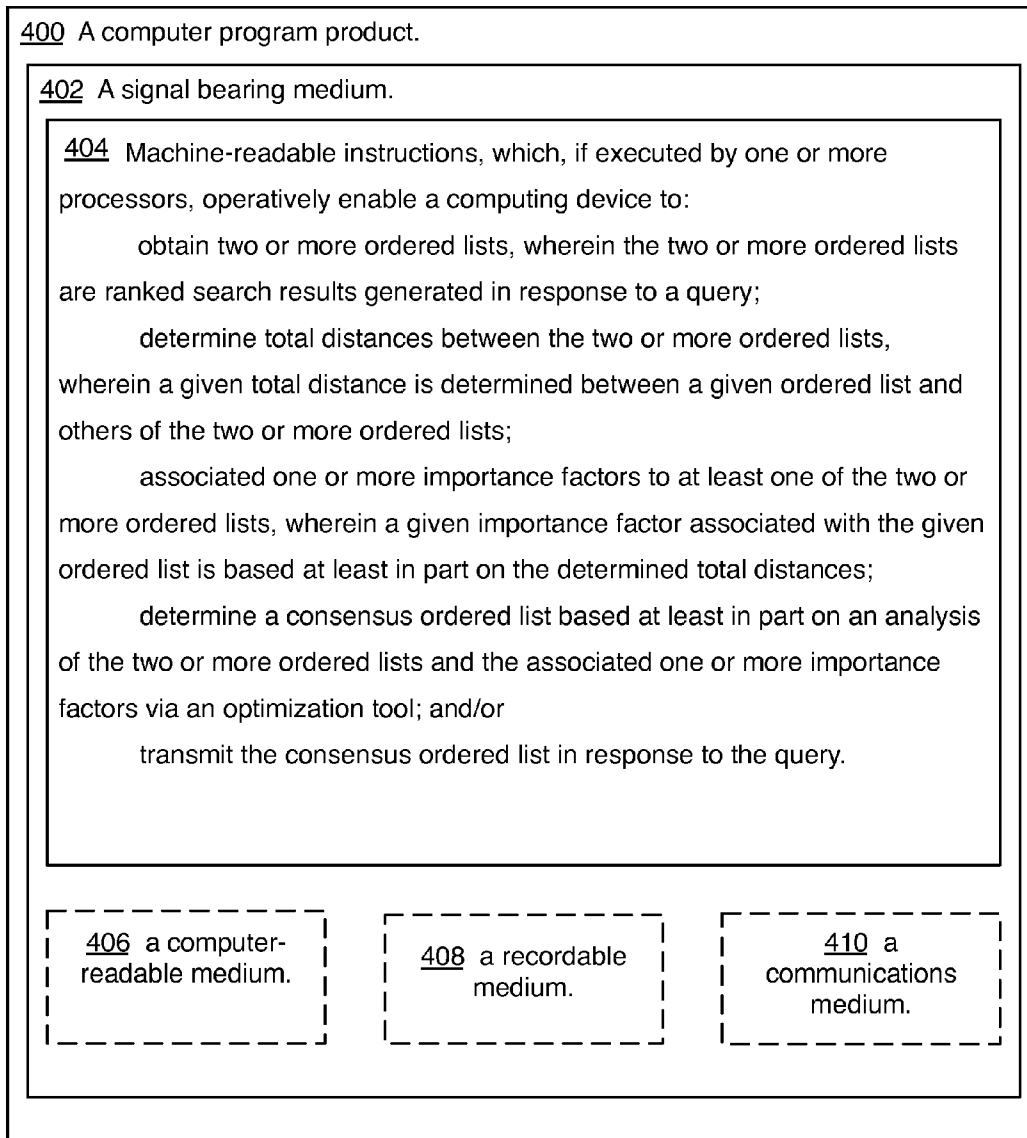 400 A computer program product.
402 A signal bearing medium.
404 Machine-readable instructions, which, if executed by one or more
processors, operatively enable a computing device to:
obtain two or more ordered lists, wherein the two or more ordered lists
are ranked search results generated in response to a query;
determine total distances between the two or more ordered lists,
wherein a given total distance is determined between a given ordered list and
others of the two or more ordered lists;
associated one or more importance factors to at least one of the two or
more ordered lists, wherein a given importance factor associated with the given
ordered list is based at least in part on the determined total distances;
determine a consensus ordered list based at least in part on an analysis
of the two or more ordered lists and the associated one or more importance
factors via an optimization tool; and/or
transmit the consensus ordered list in response to the query.
406 a computer-
readable medium.
408 a recordable
medium.
410 a
communications
medium.